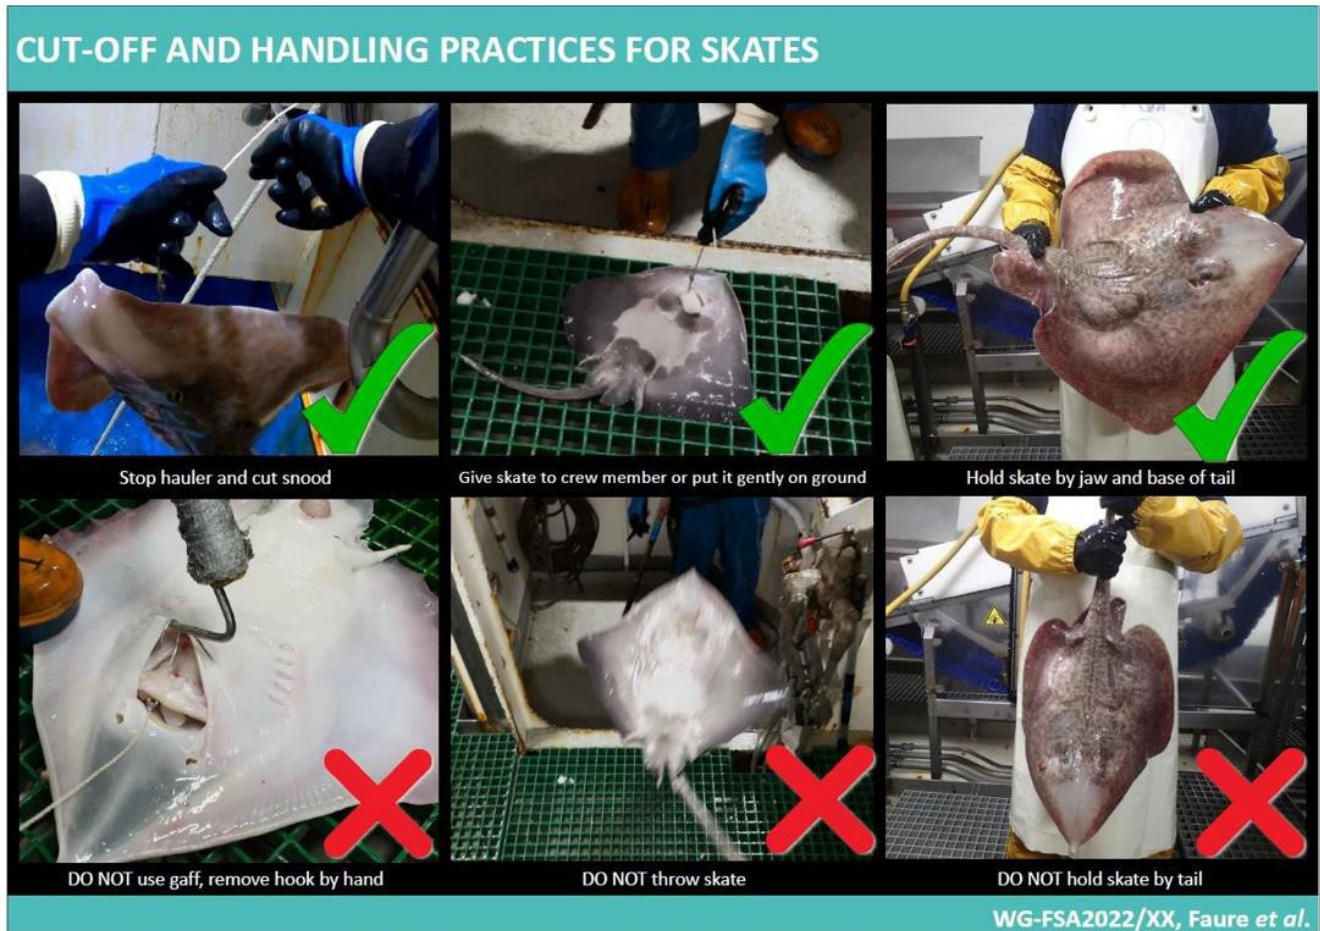 CUT-OFF AND HANDLING PRACTICES FOR SKATES
Stop hauler and cut snood
Give skate to crew member or put it gently on ground
Hold skate by jaw and base of tail
DO NOT use gaff, remove hook by hand
DO NOT throw skate
DO NOT hold skate by tail
WG-FSA2022/XX, Faure et al.